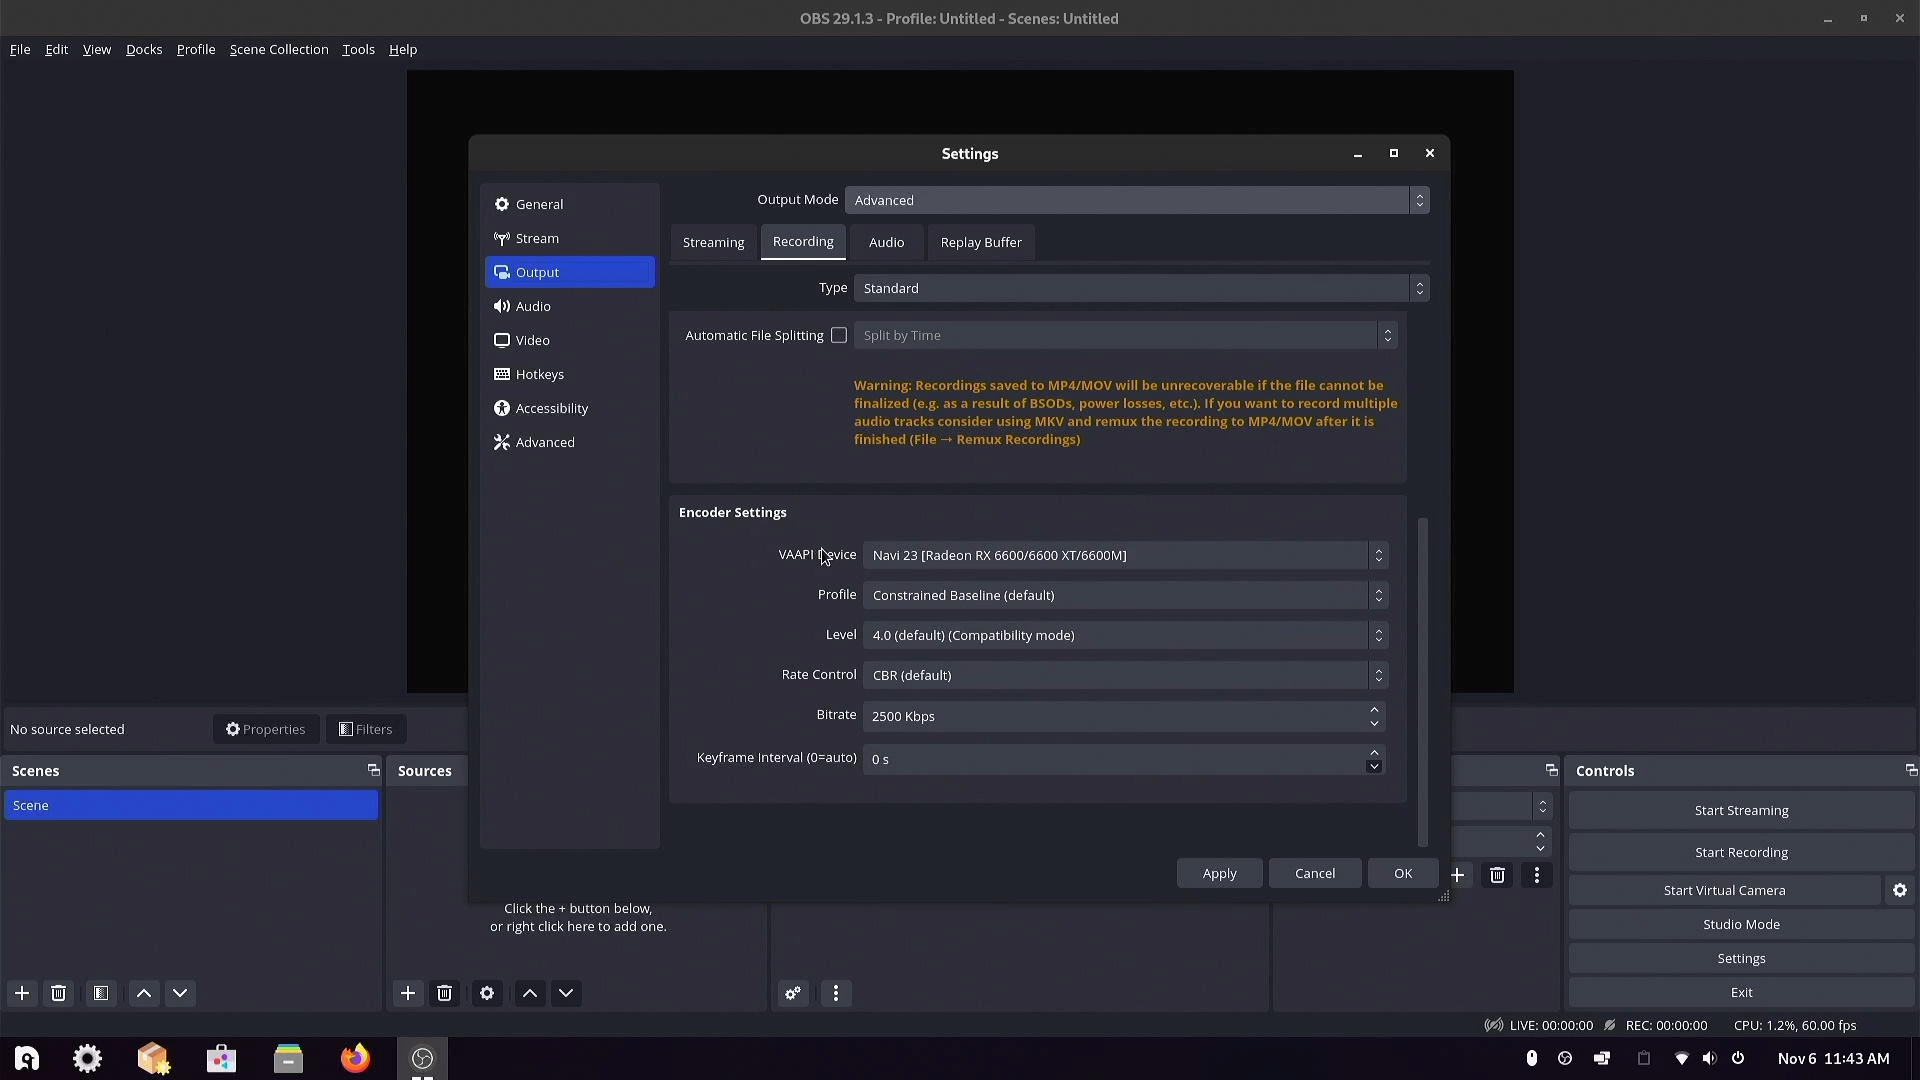 OBS 29.1.3 - Profile: Untitled - Scenes: Untitled
File Edit View Docks Profile Scene Collection Tools Help
Settings
General
Stream
Output
Audio
Video
Hotkeys
Accessibility
Advanced
Output Mode Advanced
Streaming Recording Audio Replay Buffer
Type Standard
Automatic File Splitting Split by Time
Warning: Recordings saved to MP4/MOV will be unrecoverable if the file cannot be
finalized (e.g. as a result of BSODs, power losses, etc.). If you want to record multiple
audio tracks consider using MKV and remux the recording to MP4/MOV after it is
finished (File → Remux Recordings)
Encoder Settings
VAAPI Device Navi 23 [Radeon RX 6600/6600 XT/6600M]
Profile Constrained Baseline (default)
Level 4.0 (default) (Compatibility mode)
Rate Control CBR (default)
Bitrate 2500 Kbps
Keyframe Interval (0=auto) 0 s
Apply Cancel OK
No source selected Properties Filters
Scenes
Scene
Sources
Click the + button below,
or right click here to add one.
Controls
Start Streaming
Start Recording
Start Virtual Camera
Studio Mode
Settings
Exit
LIVE: 00:00:00 REC: 00:00:00 CPU: 1.2%, 60.00 fps
Nov 6 11:43 AM